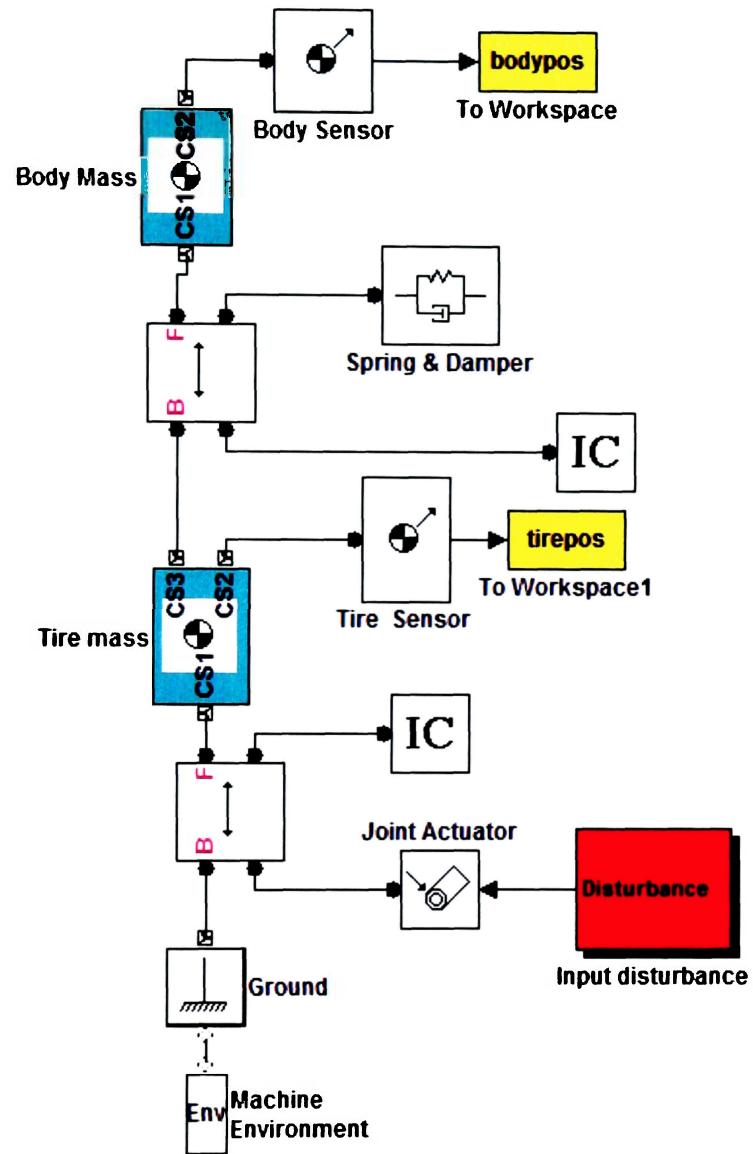 bodypos
To Workspace
Body Sensor
CS2
Body Mass
CS1
F
Spring & Damper
B
IC
tirepos
To Workspace1
Tire Sensor
CS3
CS2
Tire mass
CS1
IC
F
B
Joint Actuator
Disturbance
Input disturbance
Ground
Env
Machine
Environment